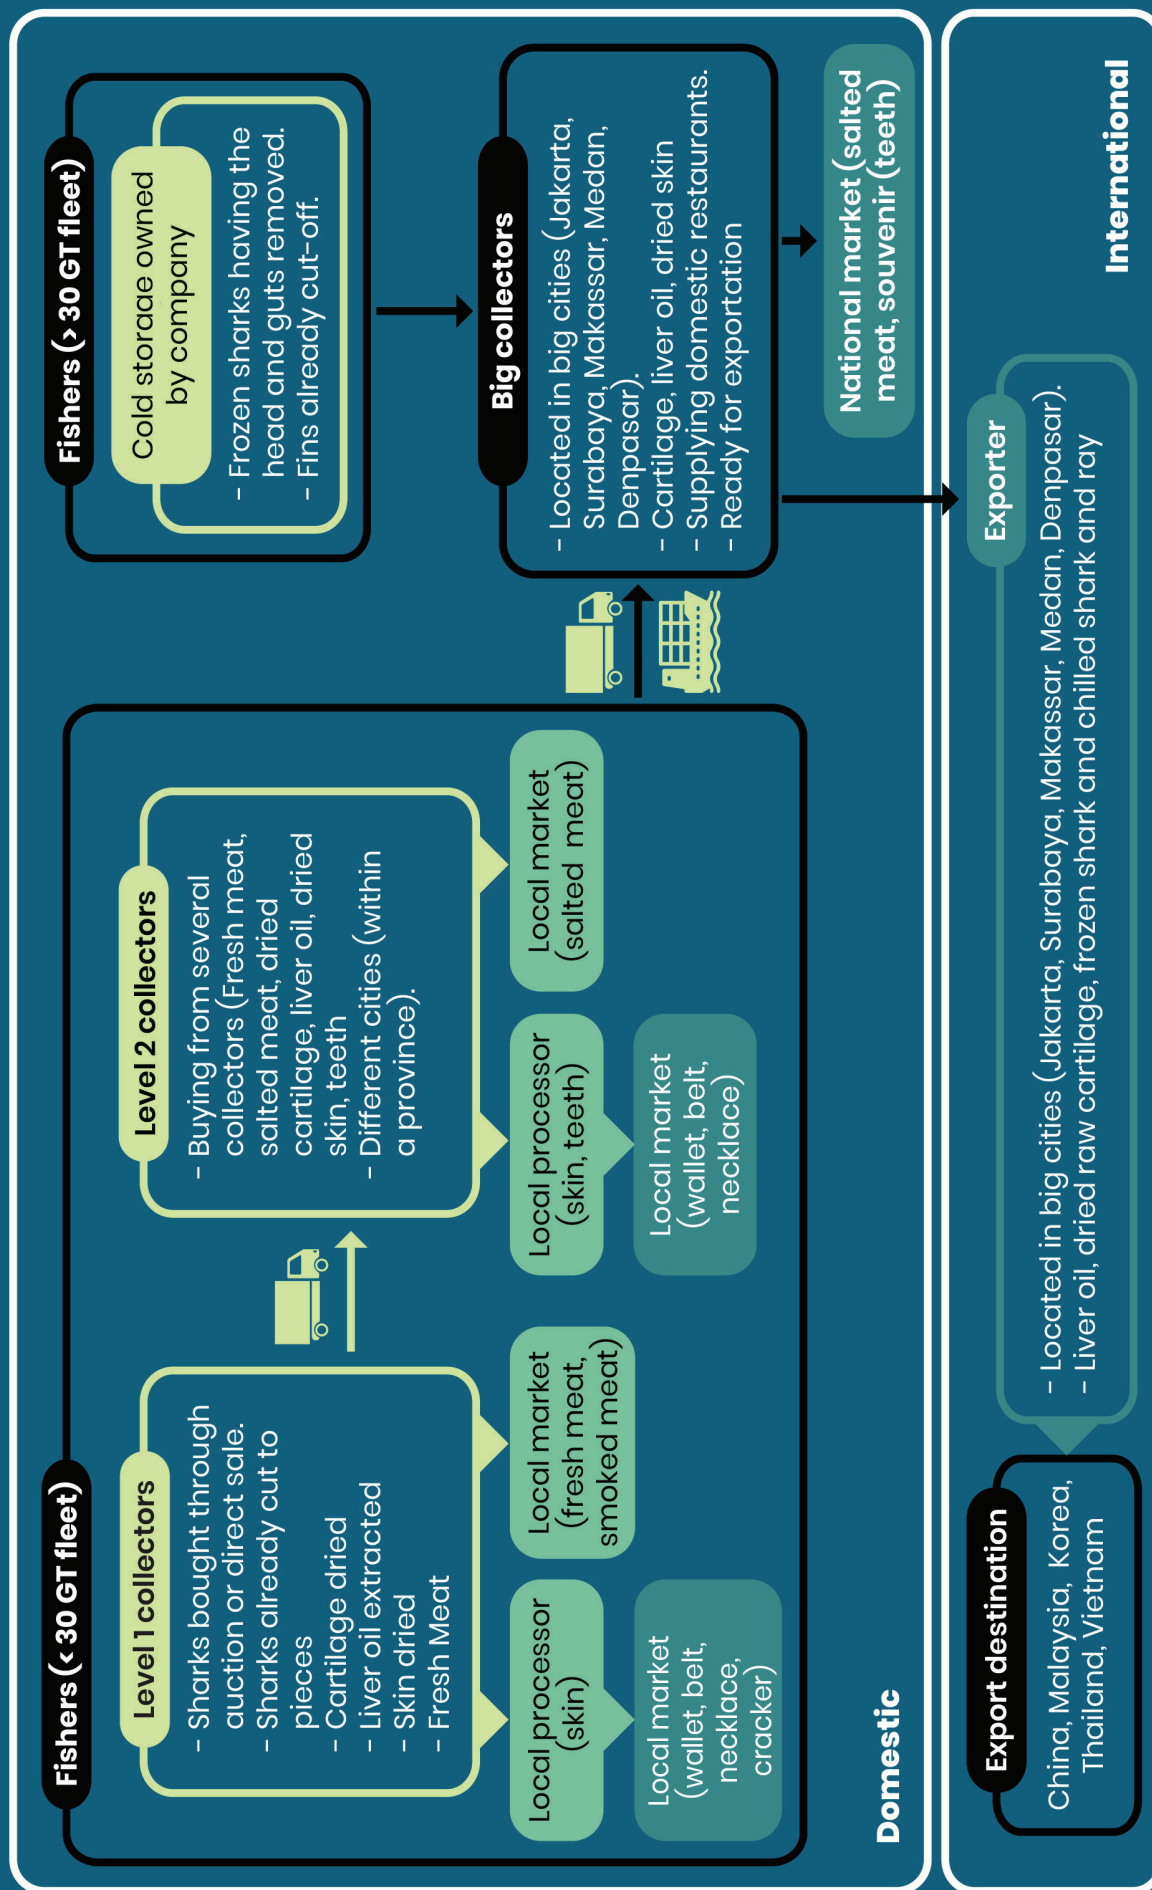 Fishers (< 30 GT fleet)
Level 1 collectors
- Sharks bought through
auction or direct sale.
- Sharks already cut to
pieces
- Cartilage dried
- Liver oil extracted
- Skin dried
- Fresh Meat
Local processor
(skin)
Local market
(wallet, belt,
necklace,
cracker)
Local market
(fresh meat,
smoked meat)
Level 2 collectors
- Buying from several
collectors (Fresh meat,
salted meat, dried
cartilage, liver oil, dried
skin, teeth
- Different cities (within
a province).
Local processor
(skin, teeth)
Local market
(wallet, belt,
necklace)
Local market
(salted meat)
Fishers (> 30 GT fleet)
Cold storage owned
by company
- Frozen sharks having the
head and guts removed.
- Fins already cut-off.
Big collectors
- Located in big cities (Jakarta,
Surabaya, Makassar, Medan,
Denpasar).
- Cartilage, liver oil, dried skin
- Supplying domestic restaurants.
- Ready for exportation
National market (salted
meat, souvenir (teeth)
Domestic
Export destination
China, Malaysia, Korea,
Thailand, Vietnam
Exporter
- Located in big cities (Jakarta, Surabaya, Makassar, Medan, Denpasar).
- Liver oil, dried raw cartilage, frozen shark and chilled shark and ray
International